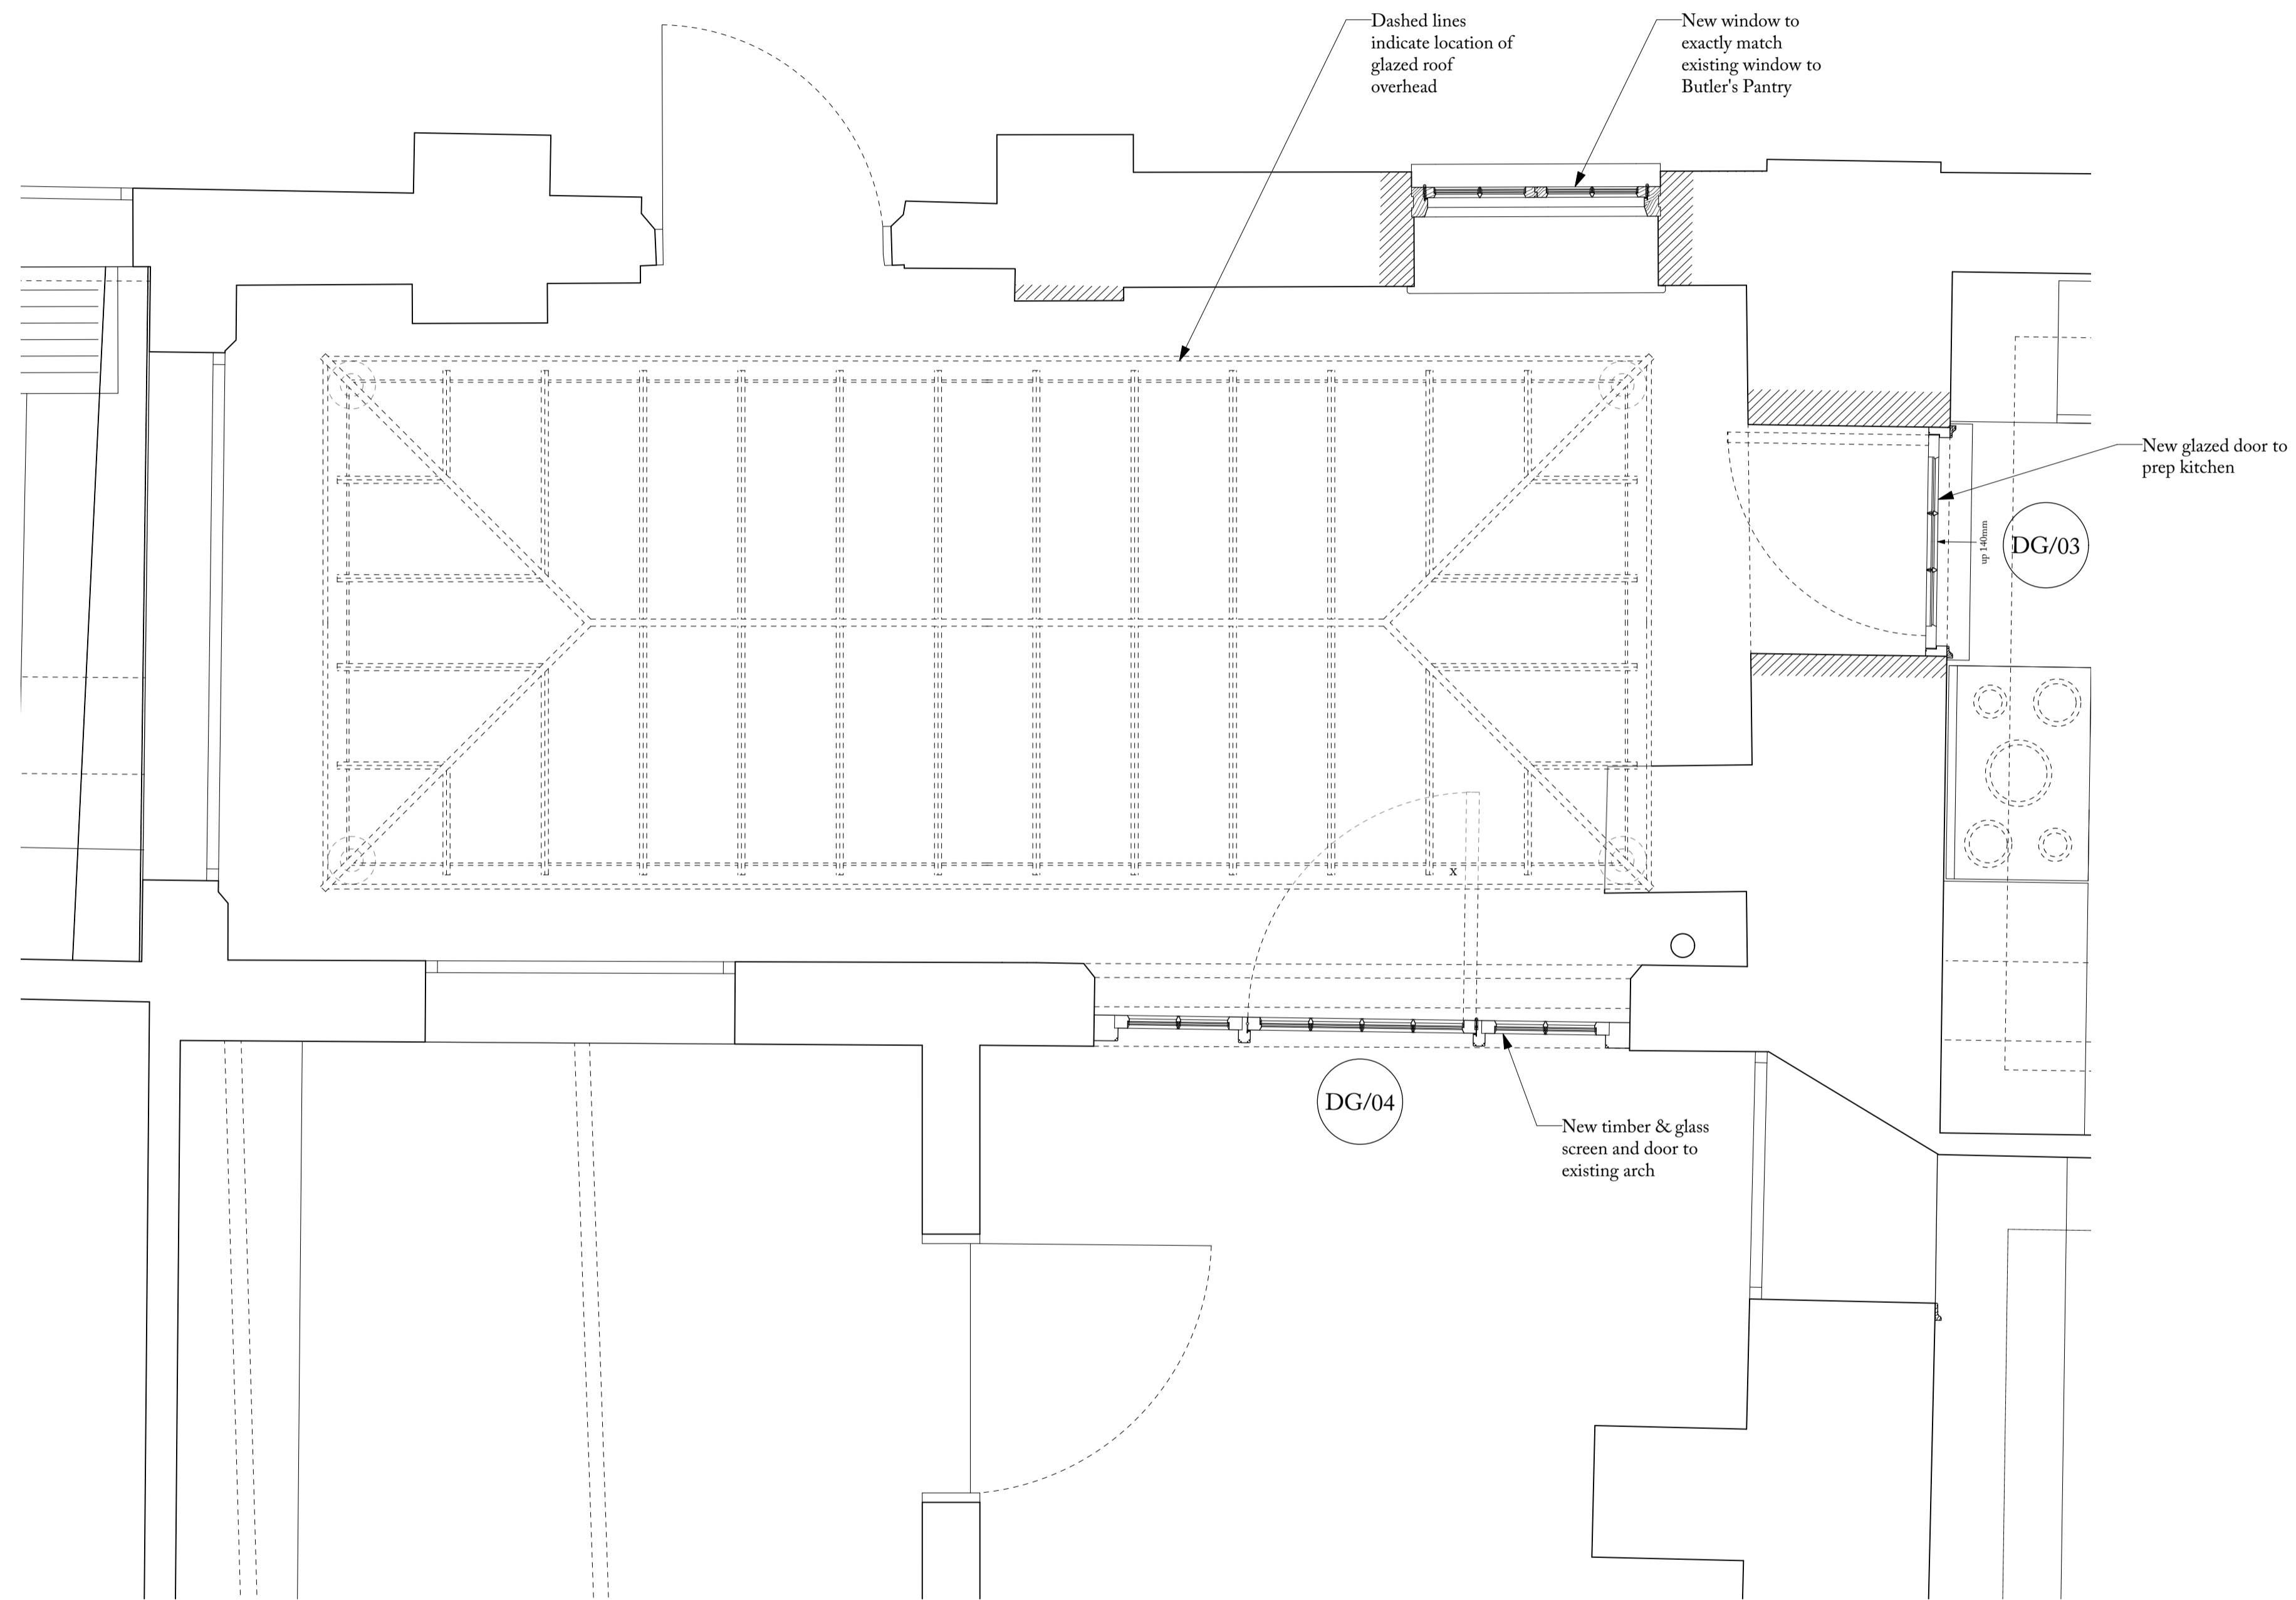 Dashed lines
indicate location of
glazed roof
overhead
New window to
exactly match
existing window to
Butler's Pantry
New glazed door to
prep kitchen
up 140mm
DG/03
x
DG/04
New timber & glass
screen and door to
existing arch